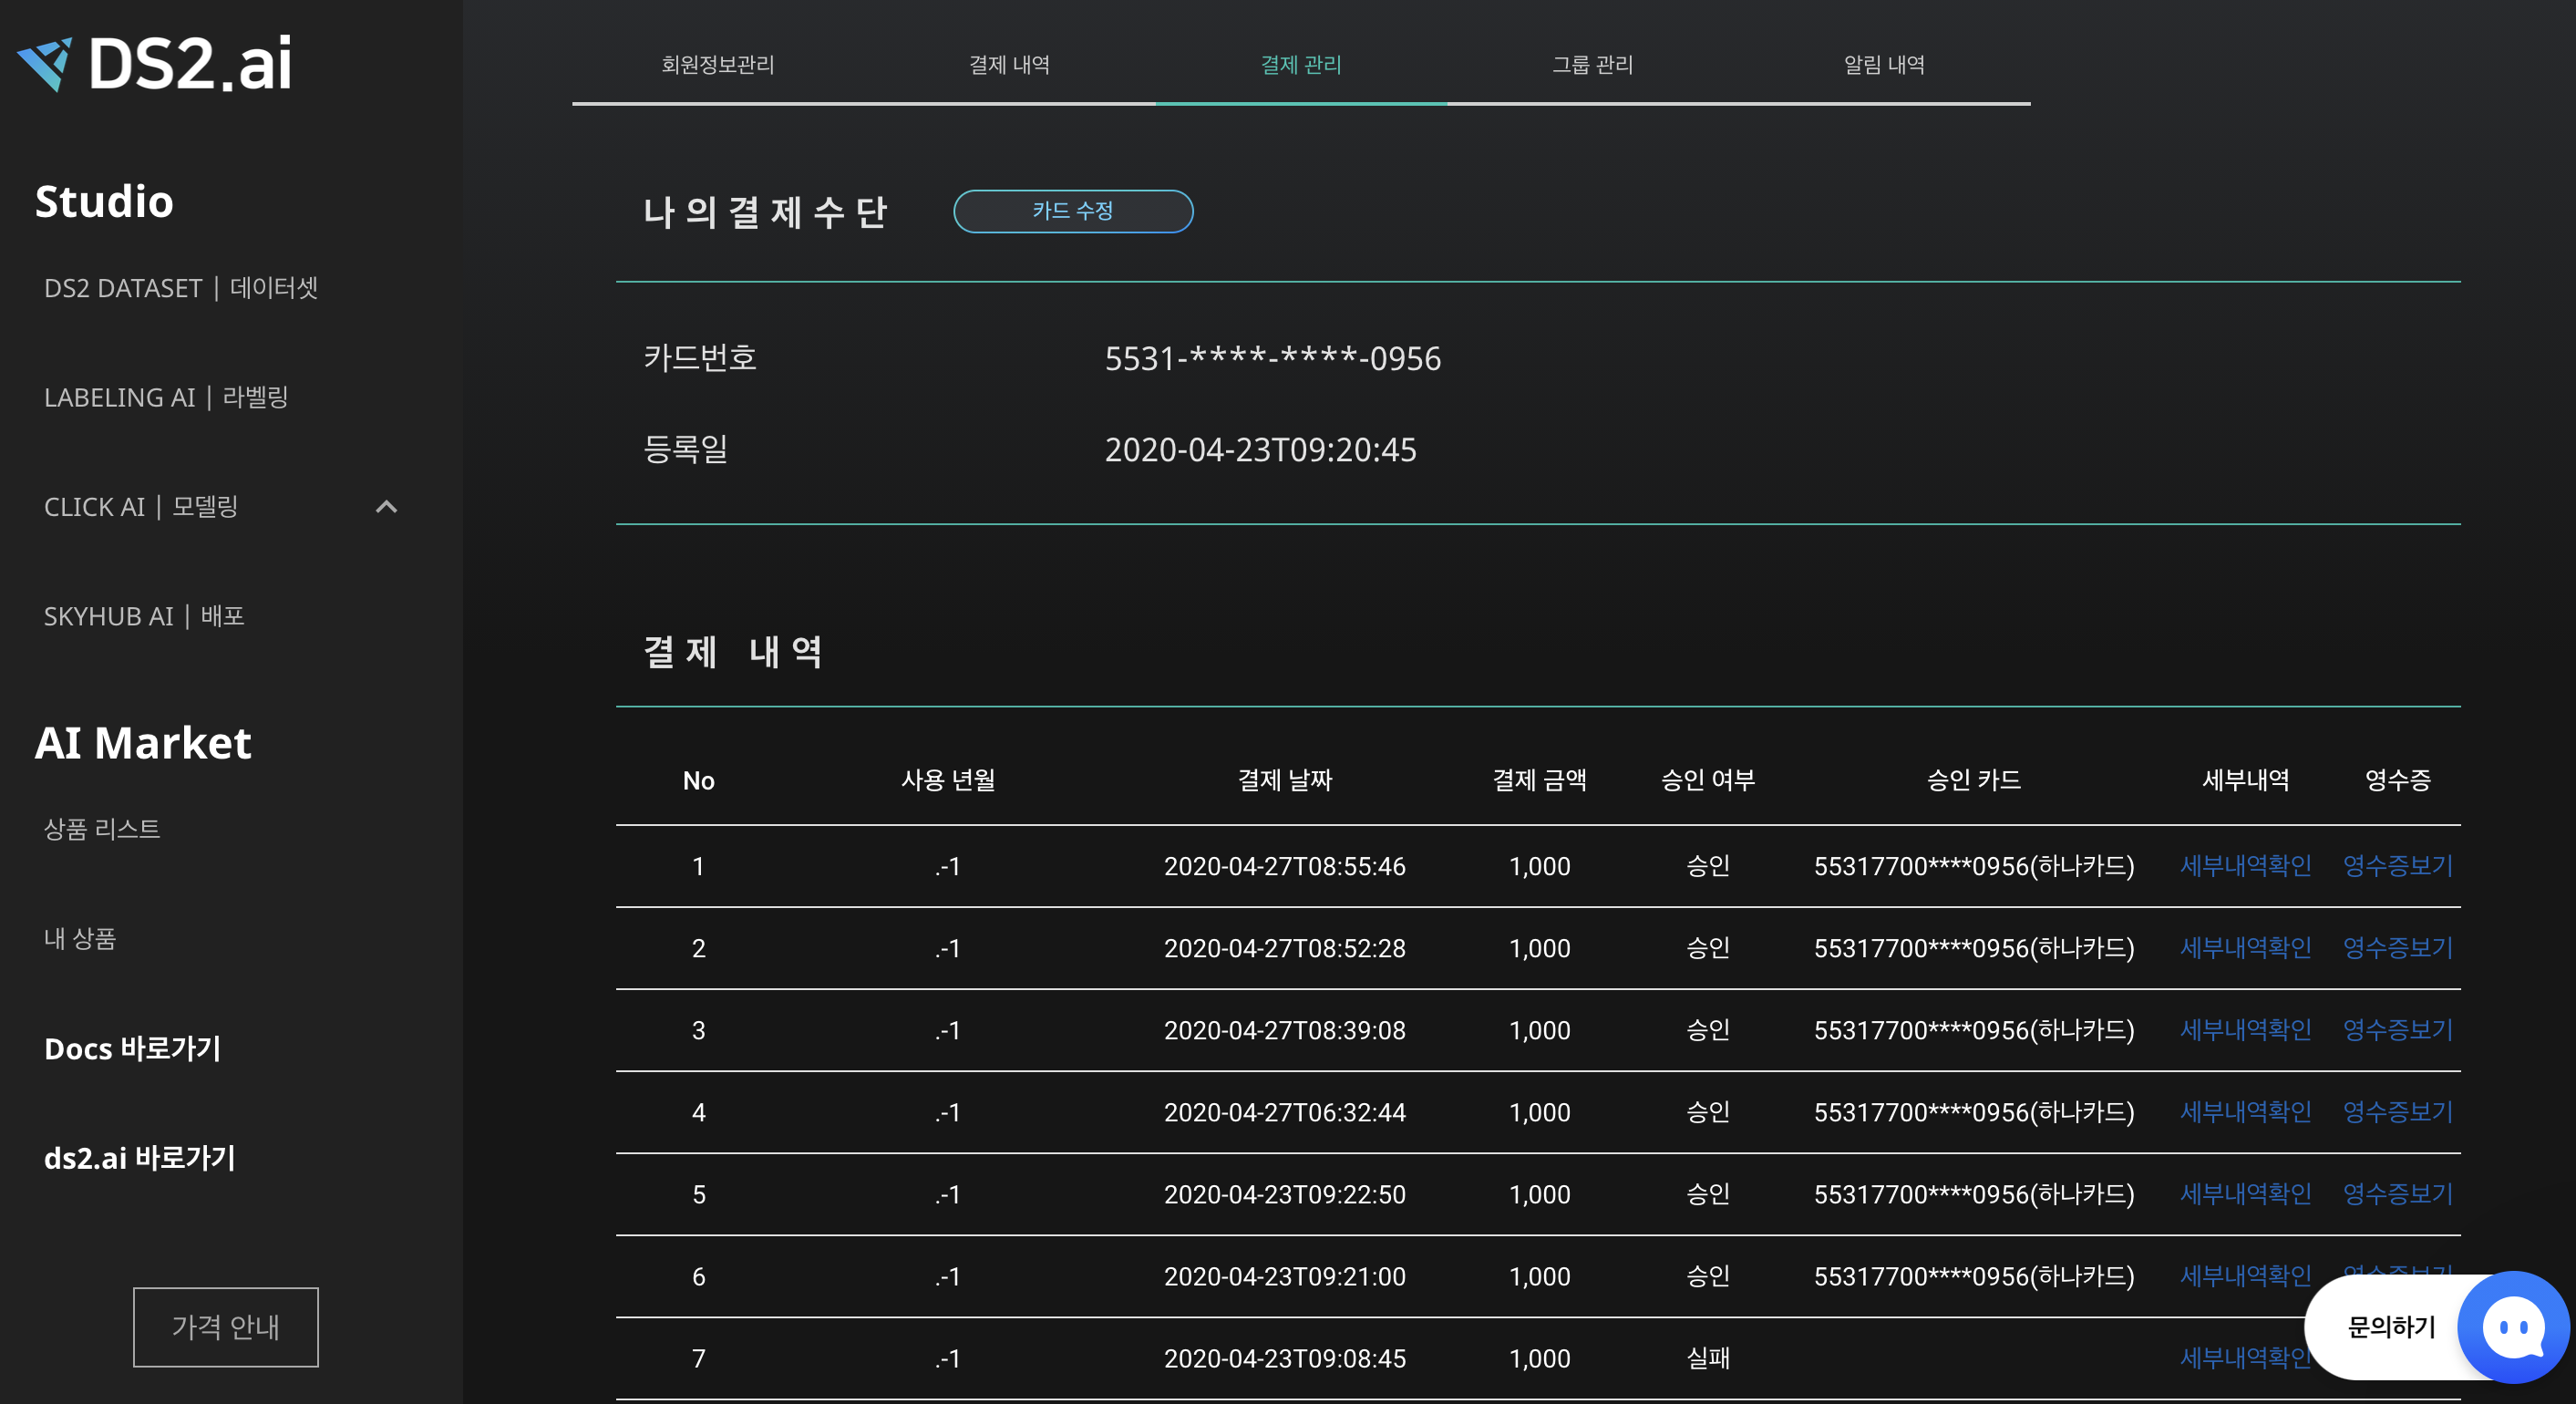 DS2.ai
회원정보관리 결제 내역 결제 관리 그룹 관리 알림 내역
Studio
DS2 DATASET | 데이터셋
LABELING AI | 라벨링
CLICK AI | 모델링
SKYHUB AI | 배포
AI Market
상품 리스트
내 상품
Docs 바로가기
ds2.ai 바로가기
가격 안내
나의결제수단 카드 수정
카드번호 5531-****-****-0956
등록일 2020-04-23T09:20:45
결제 내역
No 사용 년월 결제 날짜 결제 금액 승인 여부 승인 카드 세부내역 영수증
1 .-1 2020-04-27T08:55:46 1,000 승인 55317700****0956(하나카드) 세부내역확인 영수증보기
2 .-1 2020-04-27T08:52:28 1,000 승인 55317700****0956(하나카드) 세부내역확인 영수증보기
3 .-1 2020-04-27T08:39:08 1,000 승인 55317700****0956(하나카드) 세부내역확인 영수증보기
4 .-1 2020-04-27T06:32:44 1,000 승인 55317700****0956(하나카드) 세부내역확인 영수증보기
5 .-1 2020-04-23T09:22:50 1,000 승인 55317700****0956(하나카드) 세부내역확인 영수증보기
6 .-1 2020-04-23T09:21:00 1,000 승인 55317700****0956(하나카드) 세부내역확인 영수증보기
7 .-1 2020-04-23T09:08:45 1,000 실패 세부내역확인
문의하기